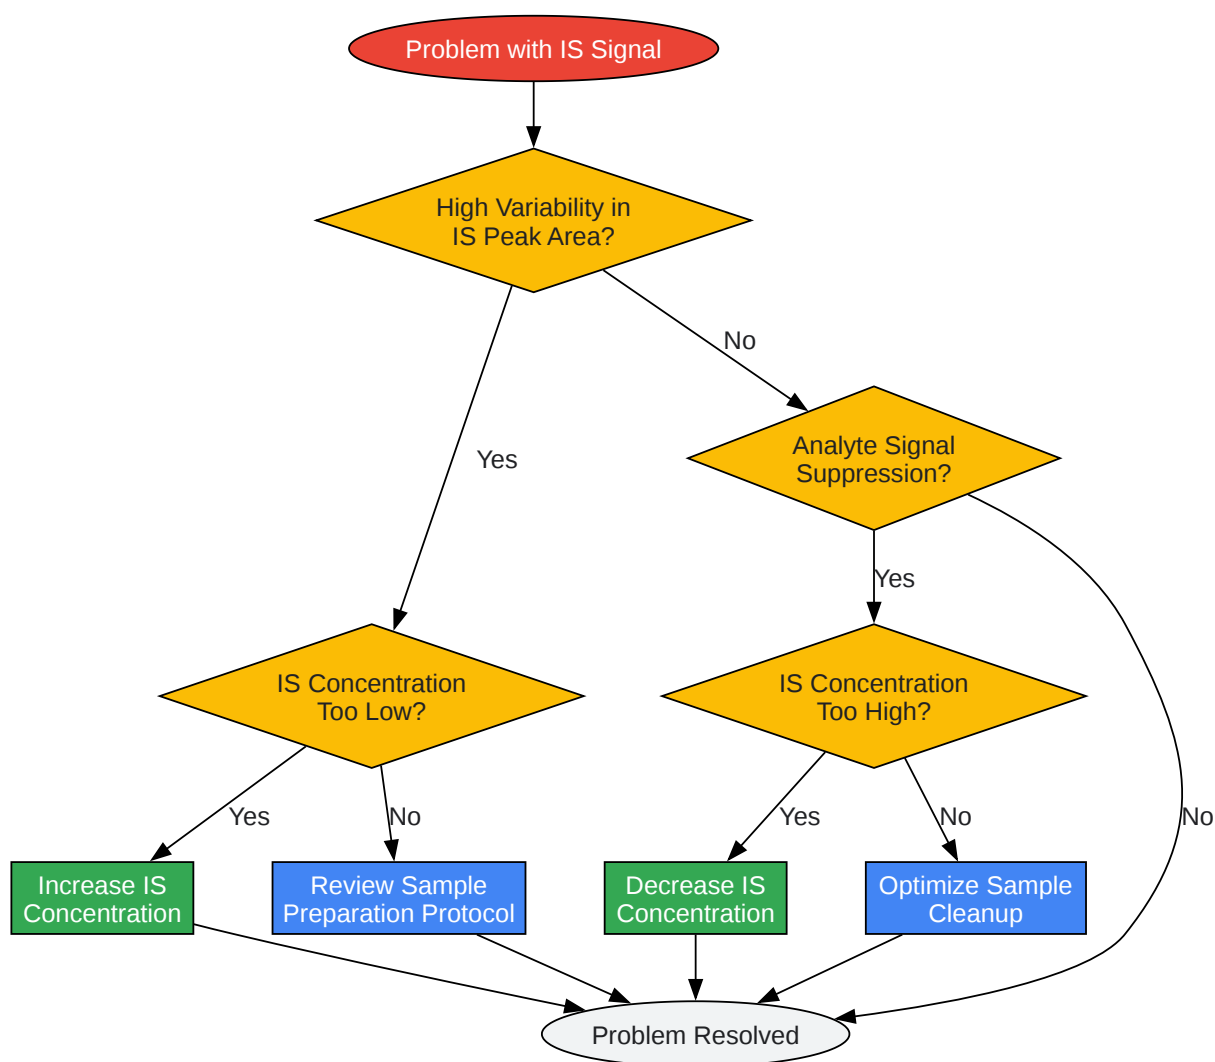 Problem with IS Signal
High Variability in
IS Peak Area?
No
Yes
Analyte Signal
Suppression?
Yes
IS Concentration
Too Low?
IS Concentration
Too High?
Yes
No
Yes
No
No
Increase IS
Concentration
Review Sample
Preparation Protocol
Decrease IS
Concentration
Optimize Sample
Cleanup
Problem Resolved